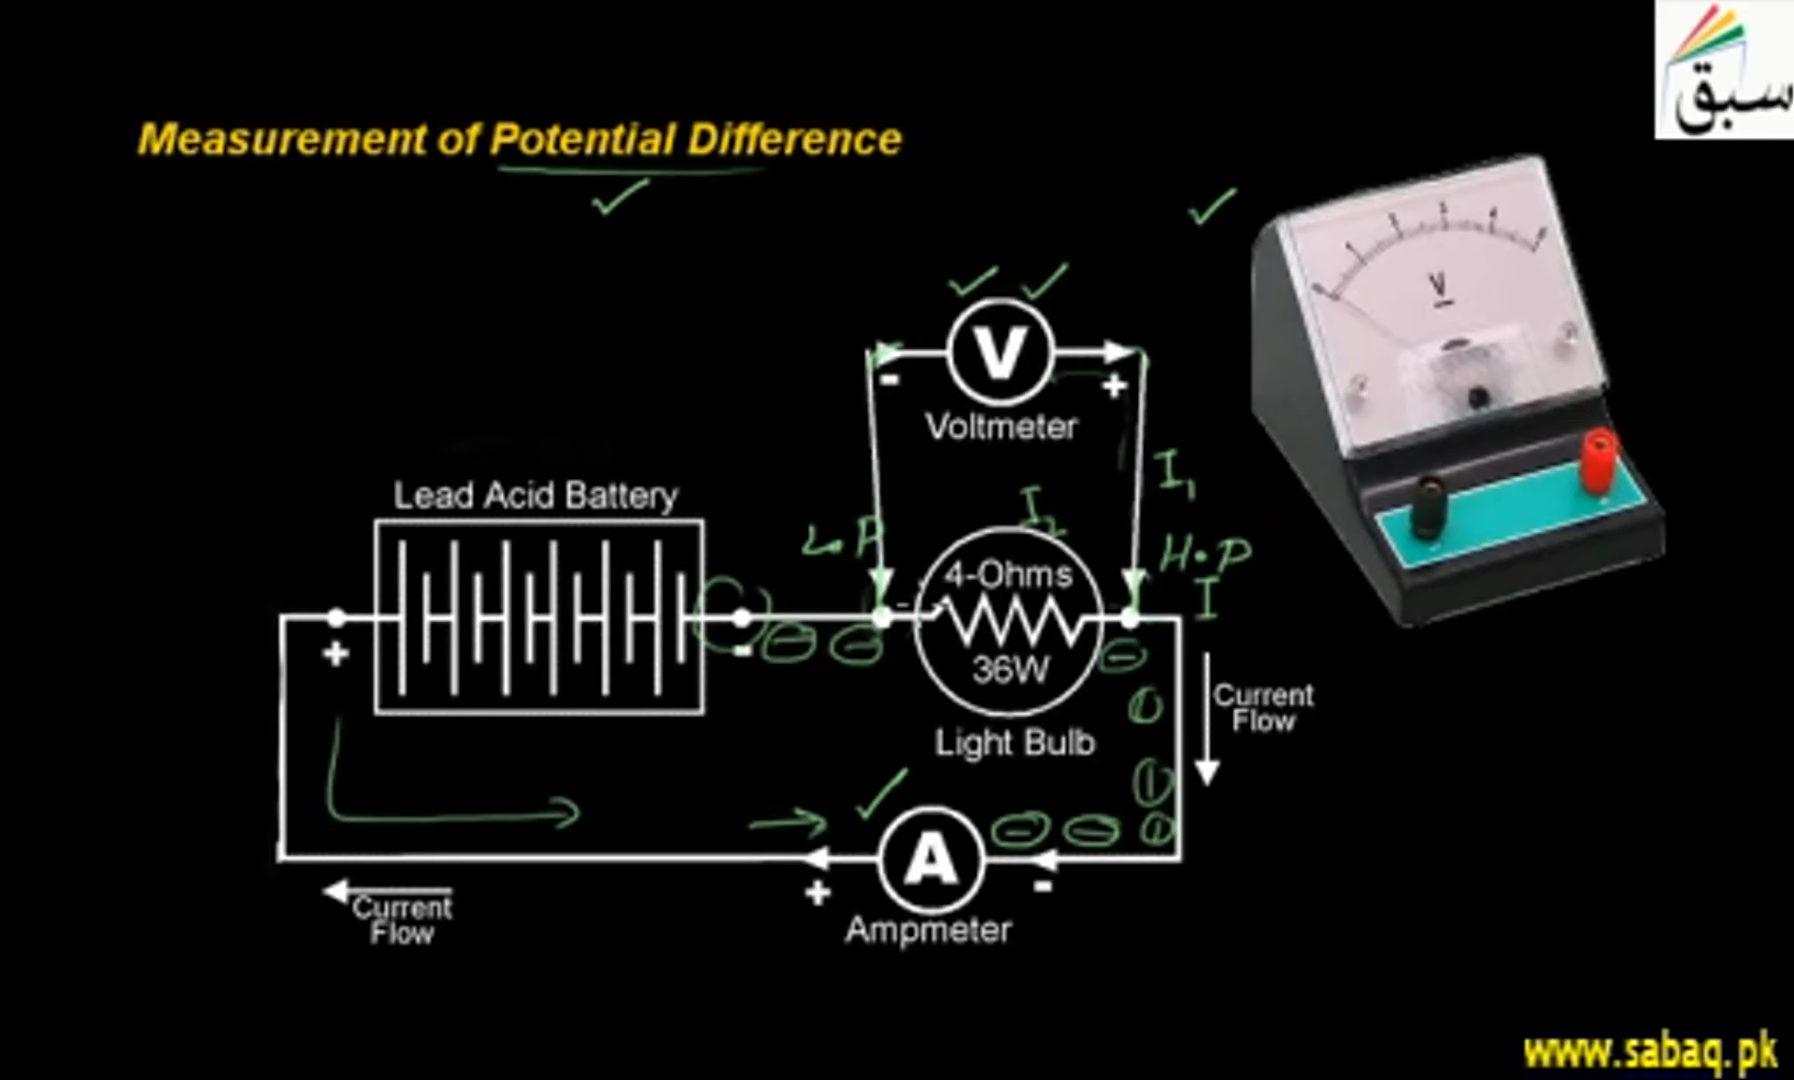 سبق
Measurement of Potential Difference
V
V
- +
Voltmeter
I₁
Lead Acid Battery
I₂
L.P
H.P
4-Ohms
I
+ -
36W
Current
Flow
Light Bulb
A
+ -
Current
Flow
Ampmeter
www.sabaq.pk